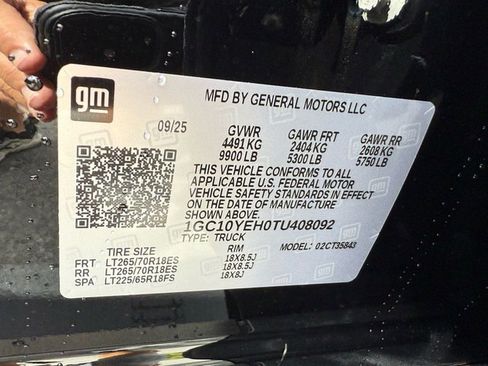 gm
MFD BY GENERAL MOTORS LLC
09/25 GVWR GAWR FRT GAWR RR
4491 KG 2404 KG 2608 KG
9900 LB 5300 LB 5750 LB
THIS VEHICLE CONFORMS TO ALL
APPLICABLE U.S. FEDERAL MOTOR
VEHICLE SAFETY STANDARDS IN EFFECT
ON THE DATE OF MANUFACTURE
SHOWN ABOVE.
1GC10YEH0TU408092
TYPE: TRUCK MODEL: 02CT35843
TIRE SIZE RIM
FRT LT265/70R18ES 18X8.5J
RR LT265/70R18ES 18X8.5J
SPA LT225/65R18FS 18X8J